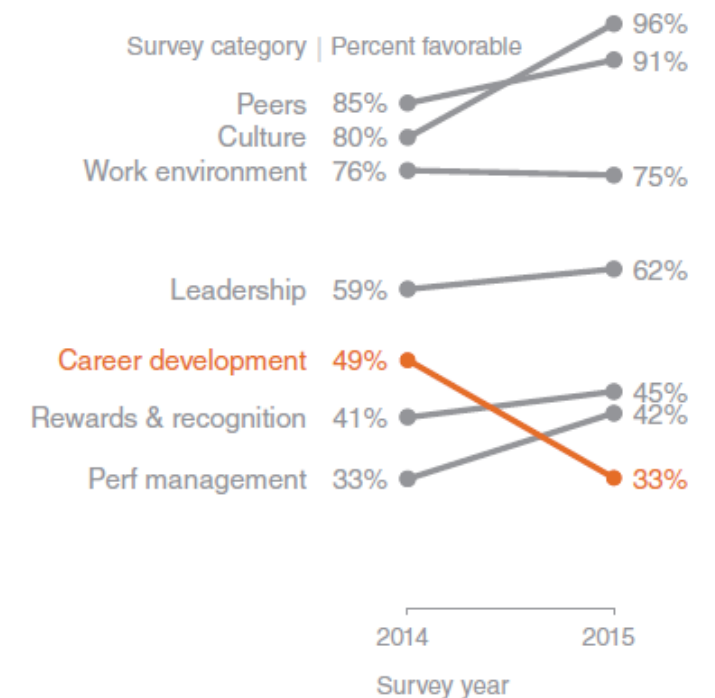 96%
Survey category | Percent favorable
91%
Peers 85%
Culture 80%
Work environment 76% 75%
Leadership 59% 62%
Career development 49%
45%
Rewards & recognition 41% 42%
Perf management 33% 33%
2014 2015
Survey year